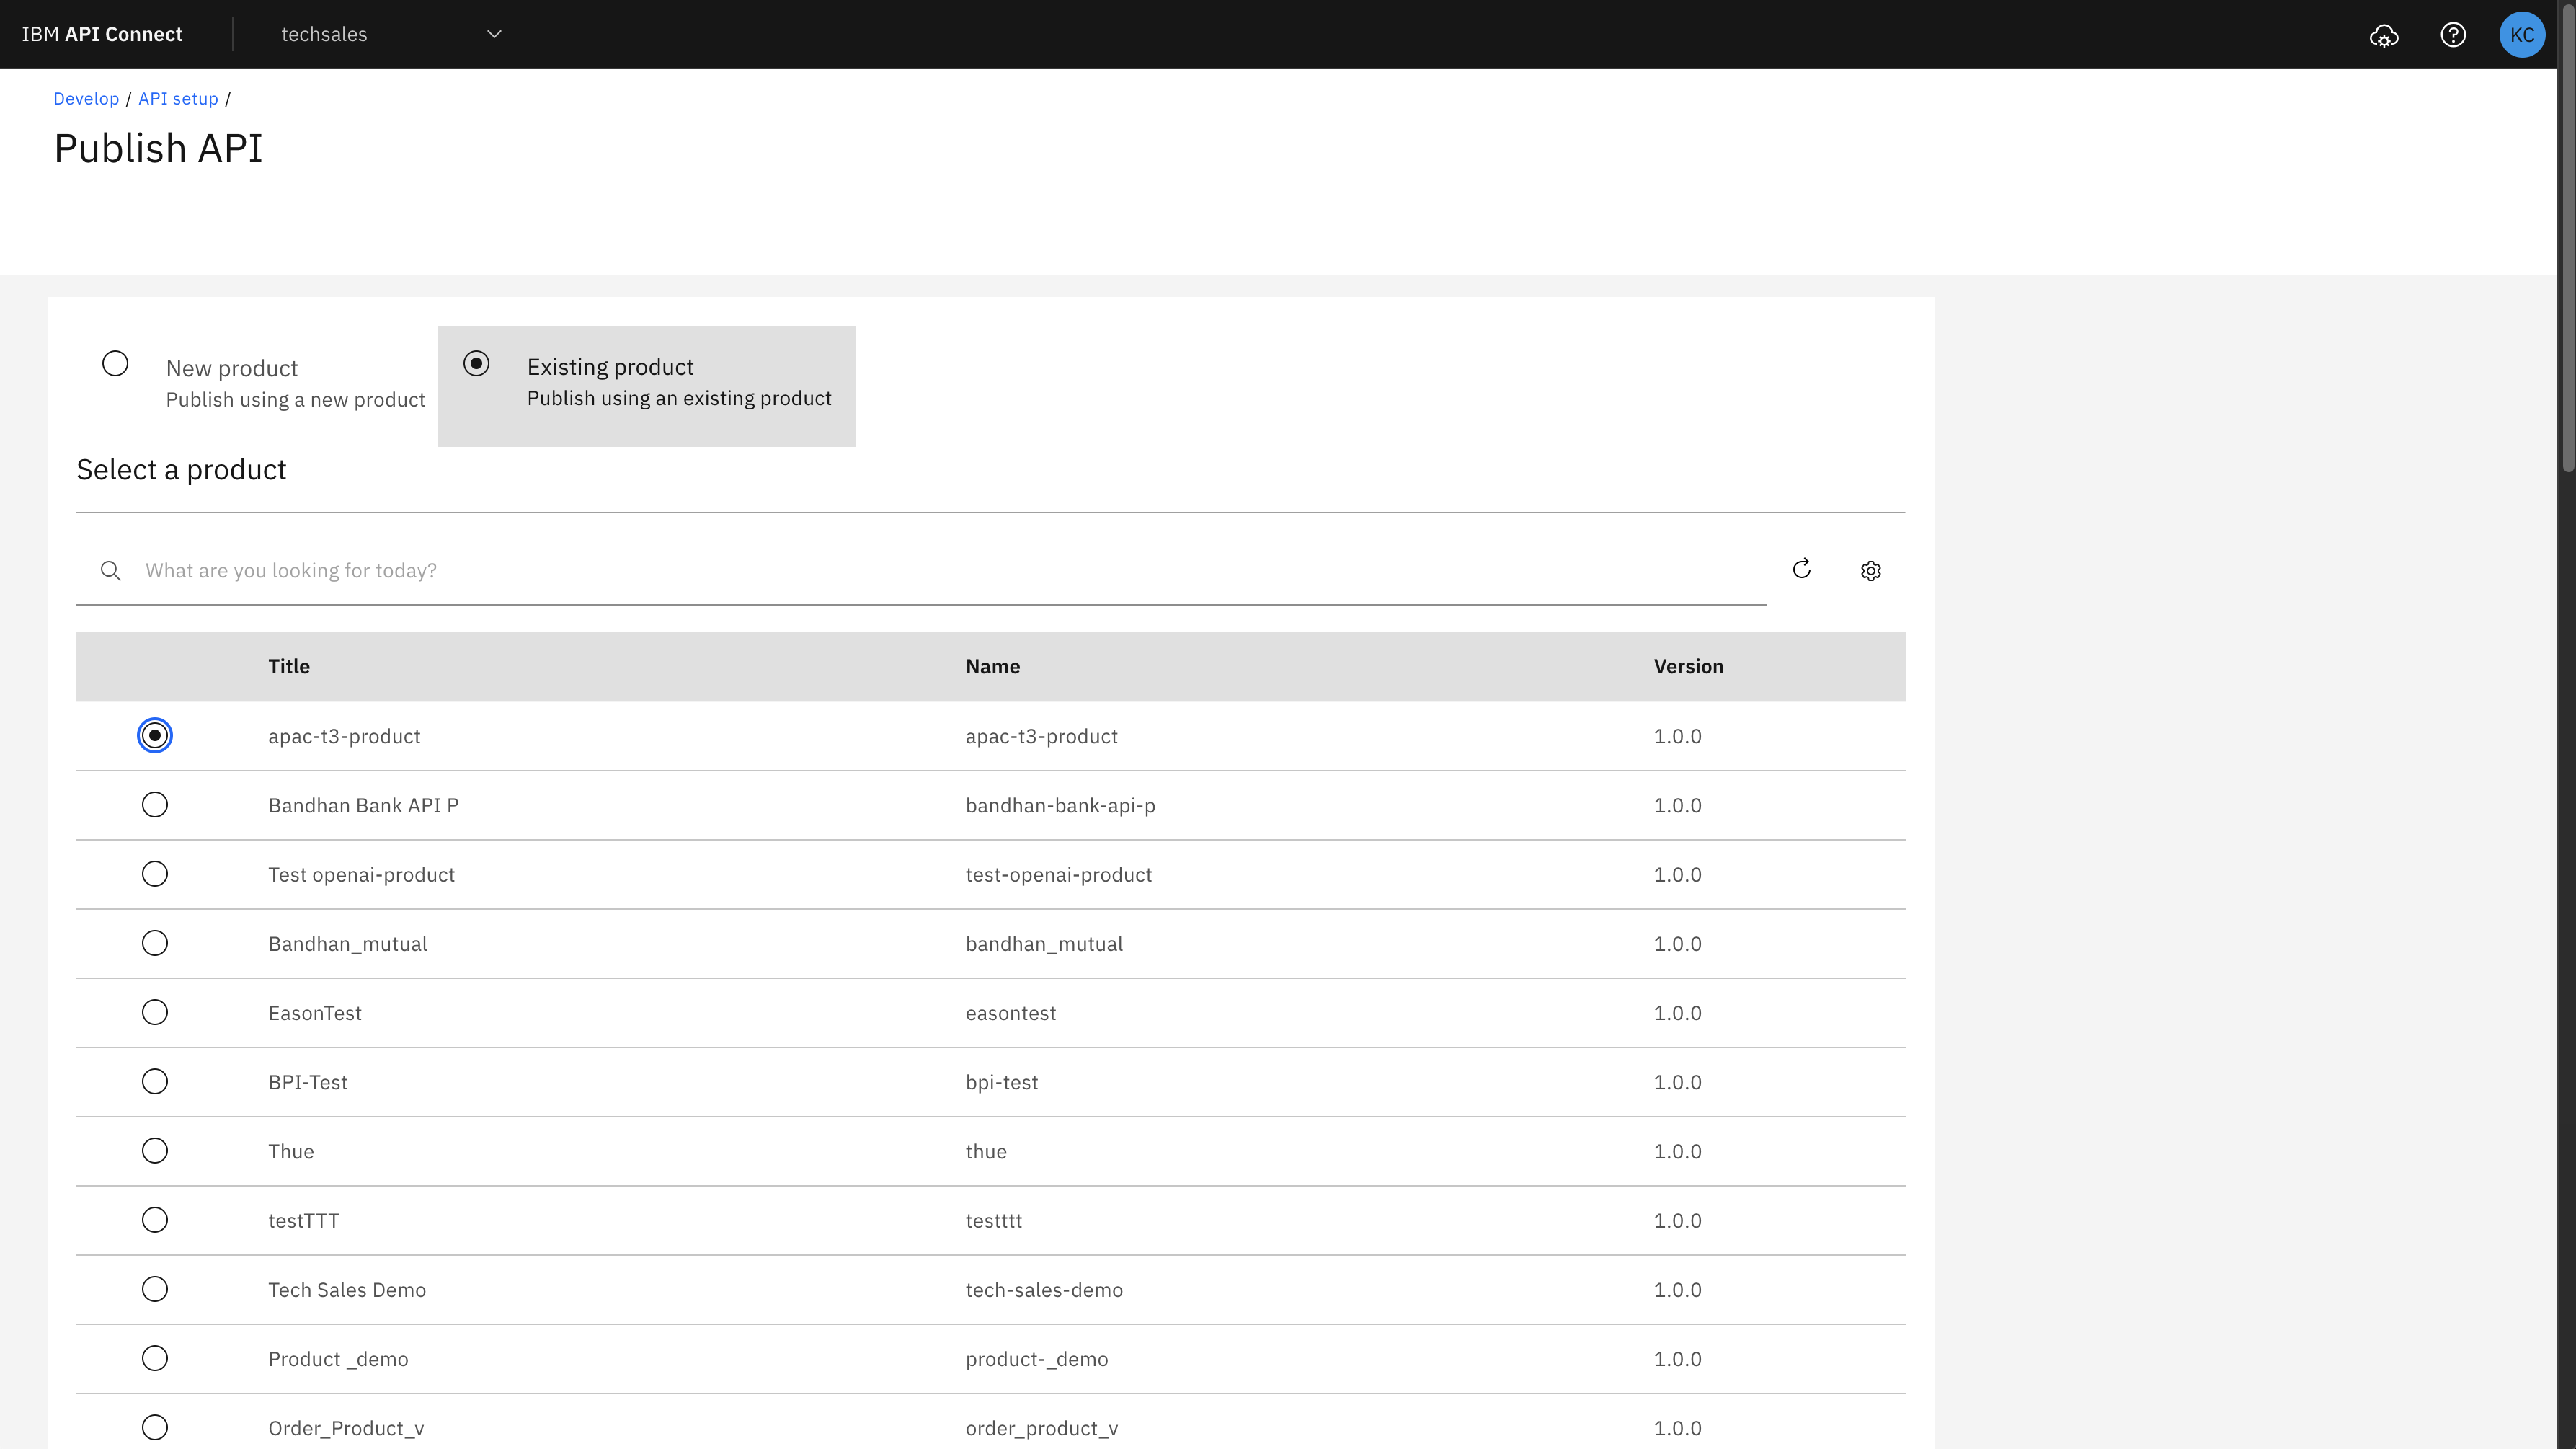 IBM API Connect techsales KC
Develop / API setup /
Publish API
New product
Publish using a new product
Existing product
Publish using an existing product
Select a product
What are you looking for today?
Title Name Version
apac-t3-product apac-t3-product 1.0.0
Bandhan Bank API P bandhan-bank-api-p 1.0.0
Test openai-product test-openai-product 1.0.0
Bandhan_mutual bandhan_mutual 1.0.0
EasonTest easontest 1.0.0
BPI-Test bpi-test 1.0.0
Thue thue 1.0.0
testTTT testttt 1.0.0
Tech Sales Demo tech-sales-demo 1.0.0
Product _demo product-_demo 1.0.0
Order_Product_v order_product_v 1.0.0